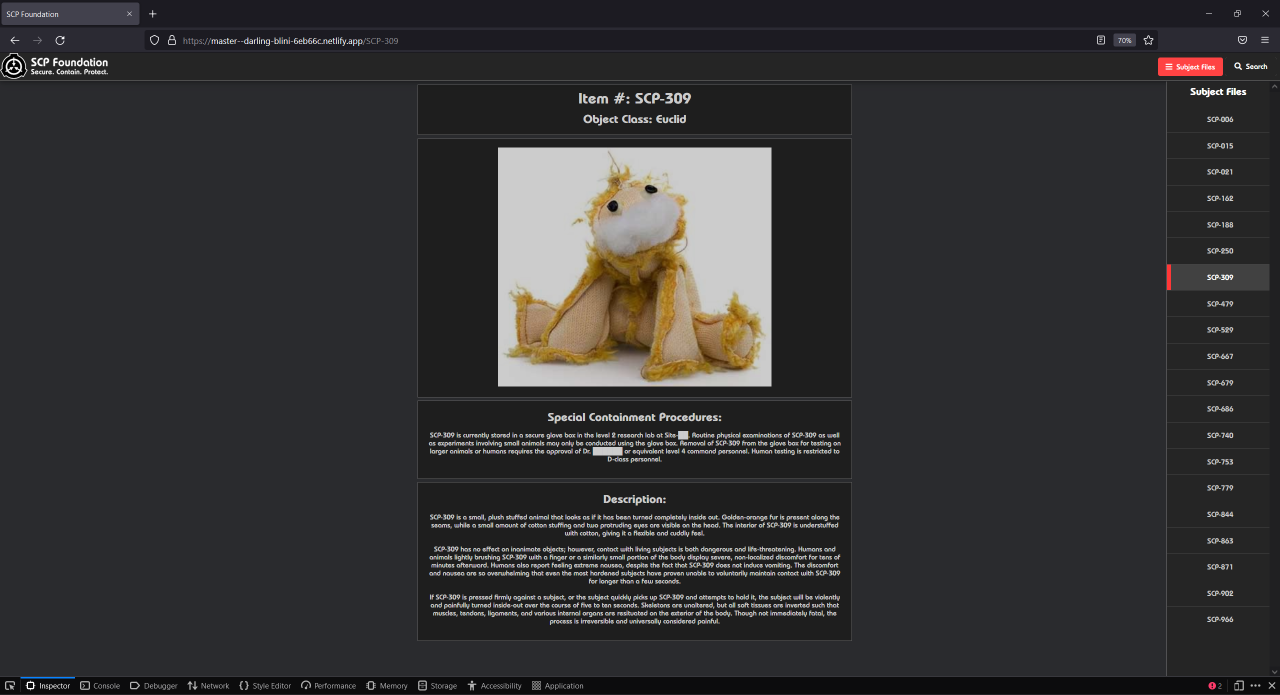 SCP Foundation
https://master--darling-blini-6eb66c.netlify.app/SCP-309
70%
SCP Foundation
Secure. Contain. Protect.
Subject Files
Search
Item #: SCP-309
Object Class: Euclid
Special Containment Procedures:
SCP-309 is currently stored in a secure glove box in the level 2 research lab at Site-██. Routine physical examinations of SCP-309 as well
as experiments involving small animals may only be conducted using the glove box. Removal of SCP-309 from the glove box for testing on
larger animals or humans requires the approval of Dr. ██████ or equivalent level 4 command personnel. Human testing is restricted to
D-class personnel.
Description:
SCP-309 is a small, plush stuffed animal that looks as if it has been turned completely inside out. Golden-orange fur is present along the
seams, while a small amount of cotton stuffing and two protruding eyes are visible on the head. The interior of SCP-309 is understuffed
with cotton, giving it a flexible and cuddly feel.
SCP-309 has no effect on inanimate objects; however, contact with living subjects is both dangerous and life-threatening. Humans and
animals lightly brushing SCP-309 with a finger or a similarly small portion of the body display severe, non-localized discomfort for tens of
minutes afterward. Humans also report feeling extreme nausea, despite the fact that SCP-309 does not induce vomiting. The discomfort
and nausea are so overwhelming that even the most hardened subjects have proven unable to voluntarily maintain contact with SCP-309
for longer than a few seconds.
If SCP-309 is pressed firmly against a subject, or the subject quickly picks up SCP-309 and attempts to hold it, the subject will be violently
and painfully turned inside-out over the course of five to ten seconds. Skeletons are unaltered, but all soft tissues are inverted such that
muscles, tendons, ligaments, and various internal organs are resituated on the exterior of the body. Though not immediately fatal, the
process is irreversible and universally considered painful.
Subject Files
SCP-006
SCP-015
SCP-021
SCP-162
SCP-188
SCP-250
SCP-309
SCP-479
SCP-529
SCP-667
SCP-679
SCP-686
SCP-740
SCP-753
SCP-779
SCP-844
SCP-863
SCP-871
SCP-902
SCP-966
Inspector
Console
Debugger
Network
Style Editor
Performance
Memory
Storage
Accessibility
Application
2